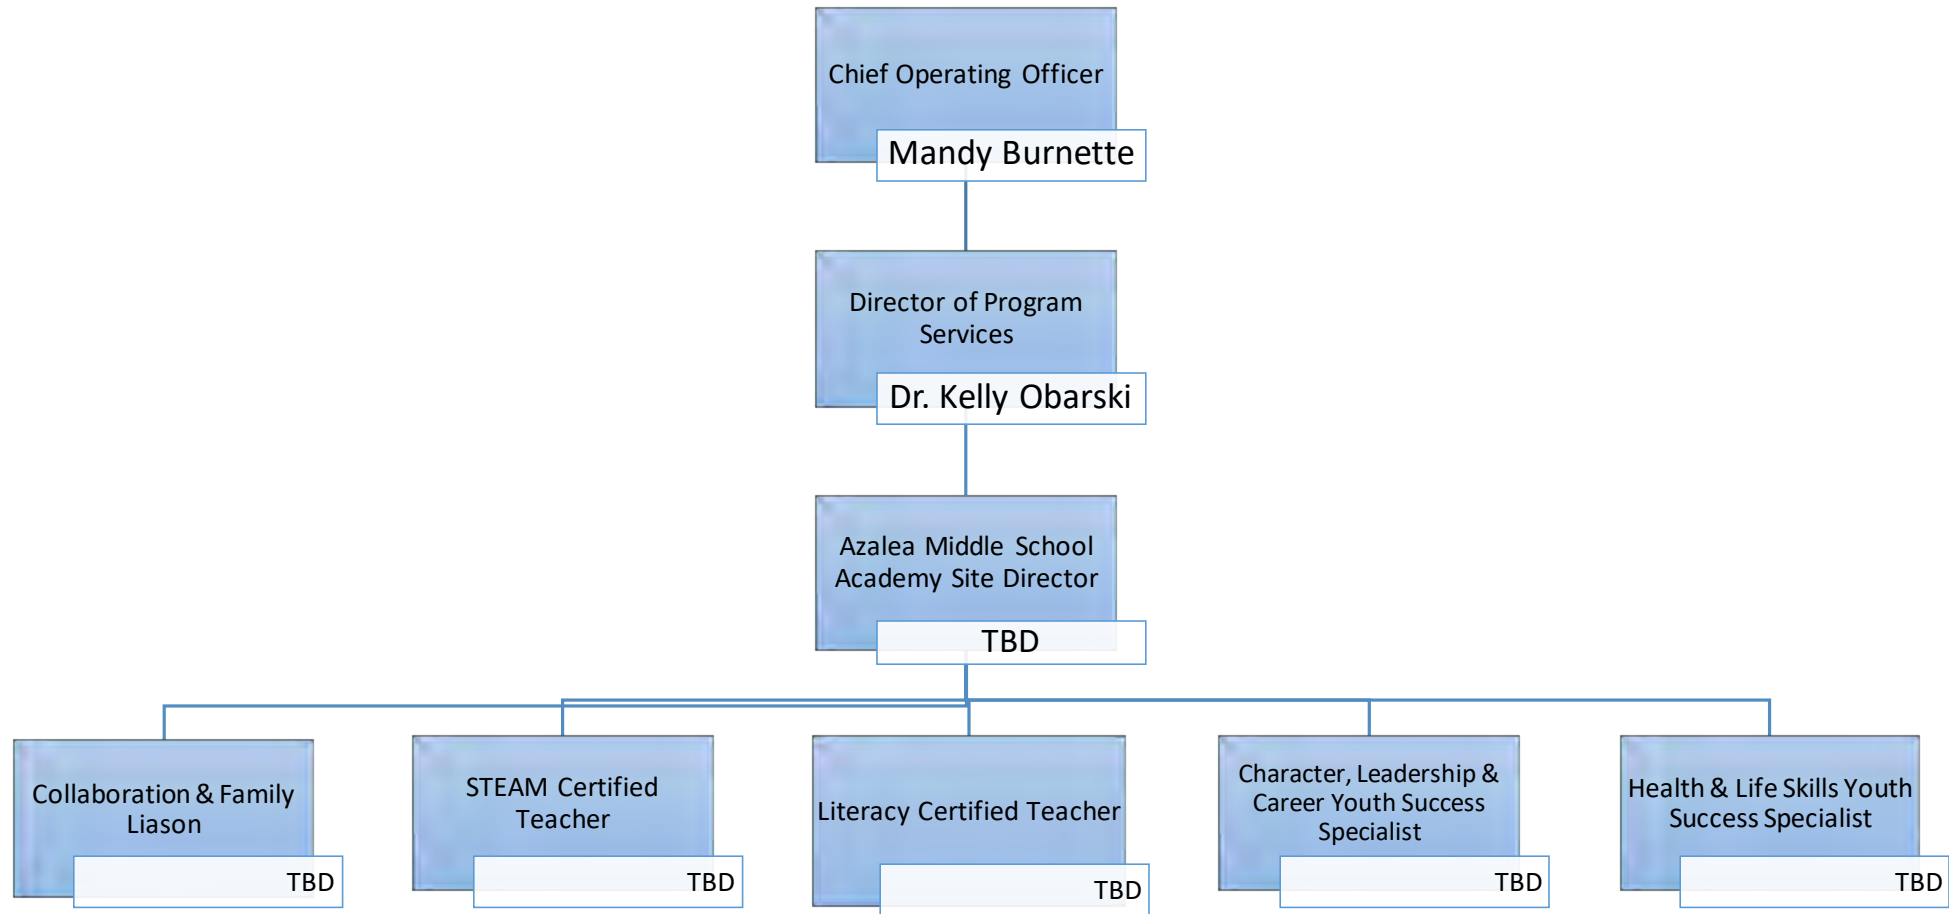 Chief Operating Officer
Mandy Burnette
Director of Program
Services
Dr. Kelly Obarski
Azalea Middle School
Academy Site Director
TBD
Collaboration & Family
Liason
TBD
STEAM Certified
Teacher
TBD
Literacy Certified Teacher
TBD
Character, Leadership &
Career Youth Success
Specialist
TBD
Health & Life Skills Youth
Success Specialist
TBD